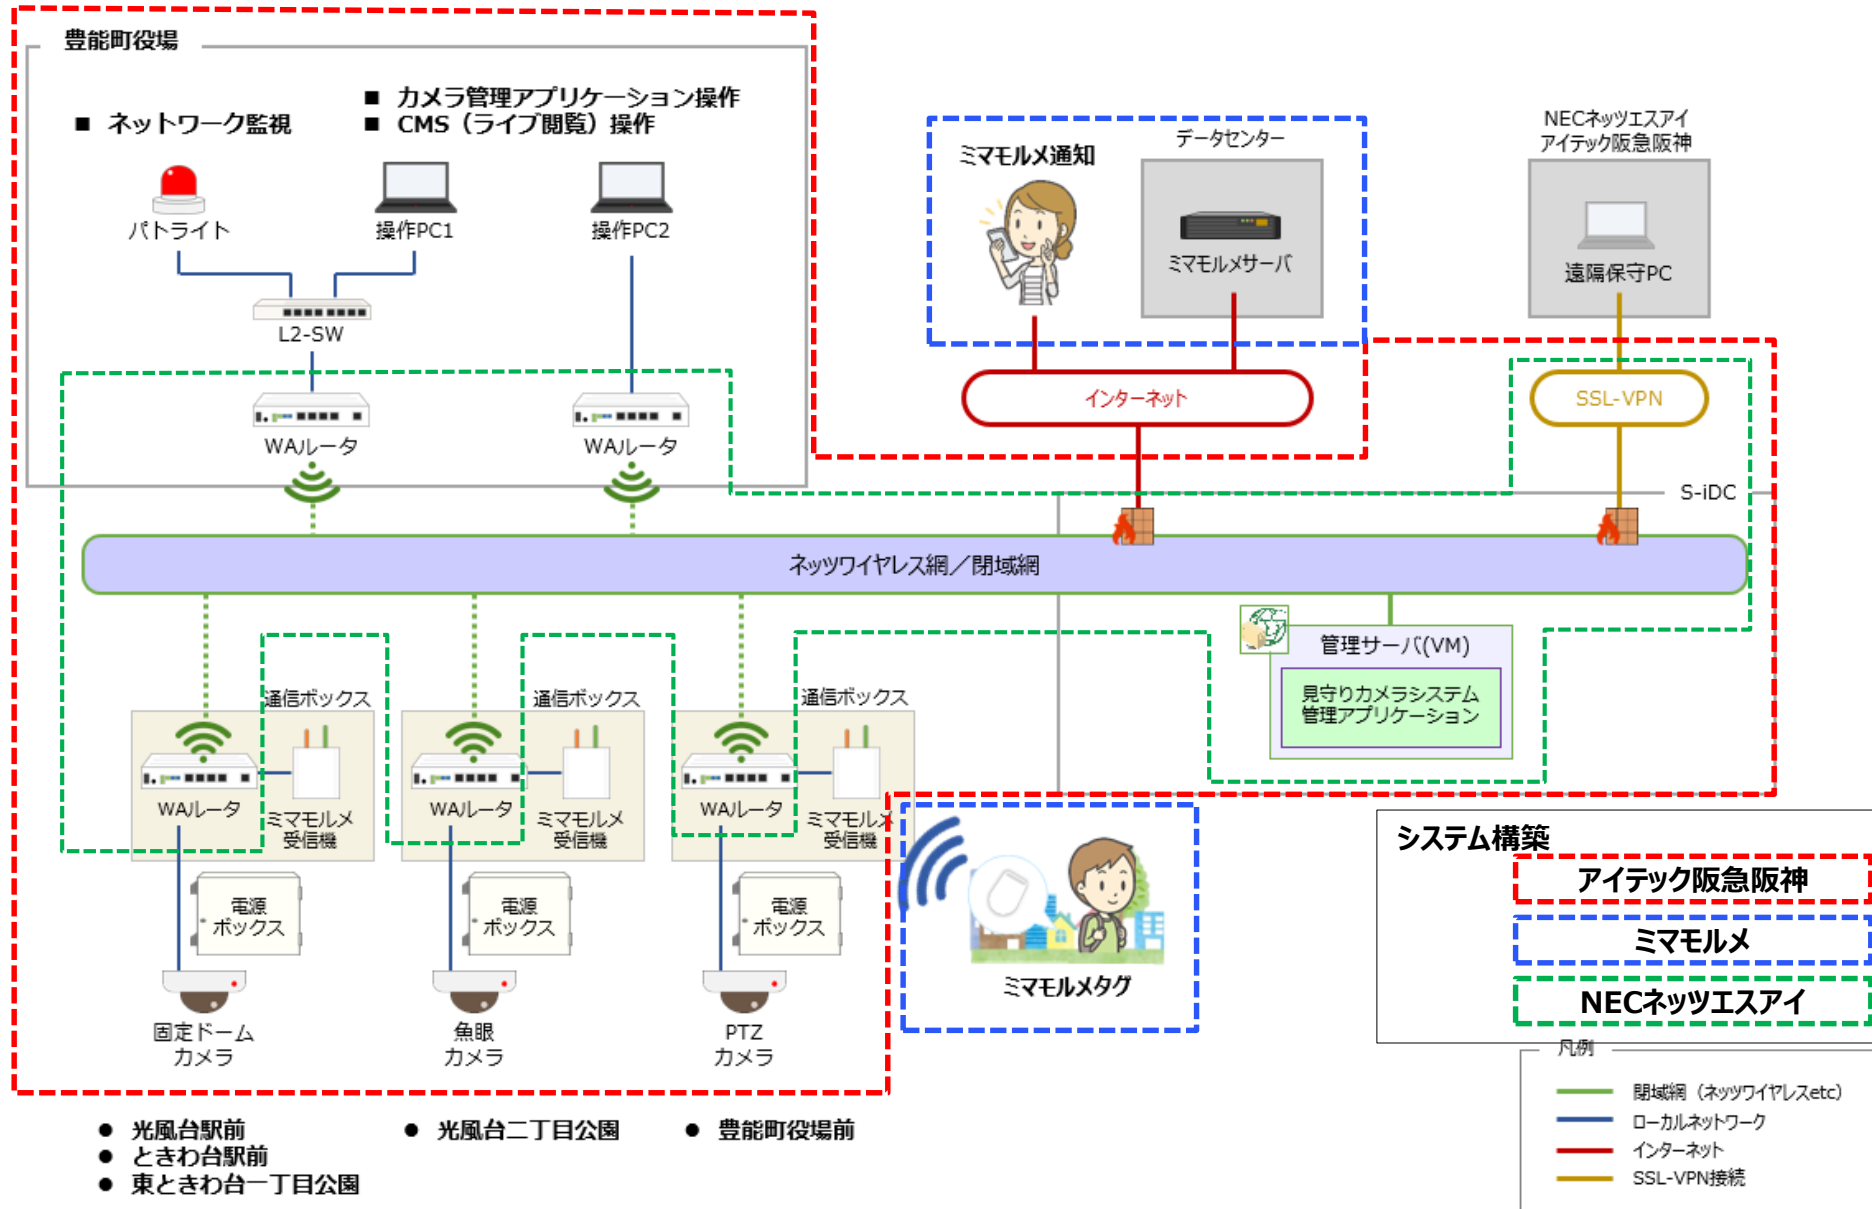 豊能町役場
■ ネットワーク監視
■ カメラ管理アプリケーション操作
■ CMS（ライブ閲覧）操作
パトライト
操作PC1
操作PC2
L2-SW
WAルータ
WAルータ
ミマモルメ通知
データセンター
ミマモルメサーバ
NECネッツエスアイ
アイテック阪急阪神
遠隔保守PC
インターネット
SSL-VPN
S-iDC
ネッツワイヤレス網／閉域網
管理サーバ(VM)
見守りカメラシステム
管理アプリケーション
通信ボックス
通信ボックス
通信ボックス
WAルータ
ミマモルメ
受信機
WAルータ
ミマモルメ
受信機
WAルータ
ミマモルメ
受信機
電源
ボックス
電源
ボックス
電源
ボックス
固定ドーム
カメラ
魚眼
カメラ
PTZ
カメラ
ミマモルメタグ
● 光風台駅前
● ときわ台駅前
● 東ときわ台一丁目公園
● 光風台二丁目公園
● 豊能町役場前
システム構築
アイテック阪急阪神
ミマモルメ
NECネッツエスアイ
凡例
閉域網（ネッツワイヤレスetc）
ローカルネットワーク
インターネット
SSL-VPN接続